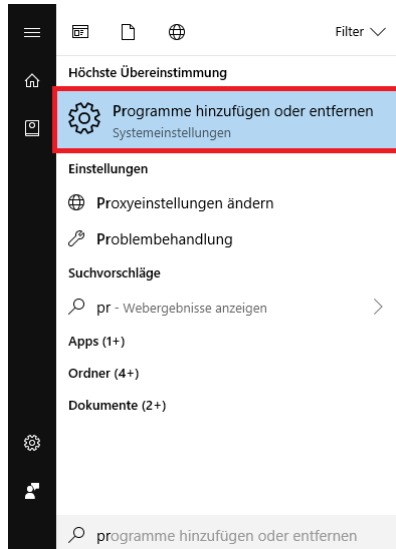 Filter
Höchste Übereinstimmung
Programme hinzufügen oder entfernen
Systemeinstellungen
Einstellungen
Proxyeinstellungen ändern
Problembehandlung
Suchvorschläge
pr - Webergebnisse anzeigen
Apps (1+)
Ordner (4+)
Dokumente (2+)
programme hinzufügen oder entfernen